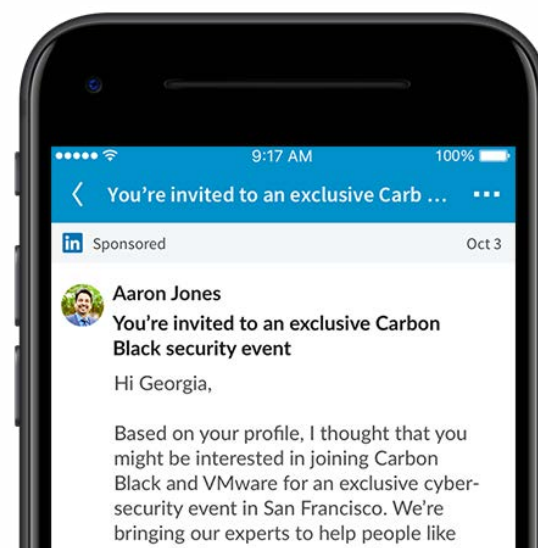 9:17 AM
100%
You’re invited to an exclusive Carb ...
in Sponsored
Oct 3
Aaron Jones
You’re invited to an exclusive Carbon
Black security event
Hi Georgia,
Based on your profile, I thought that you
might be interested in joining Carbon
Black and VMware for an exclusive cyber-
security event in San Francisco. We’re
bringing our experts to help people like